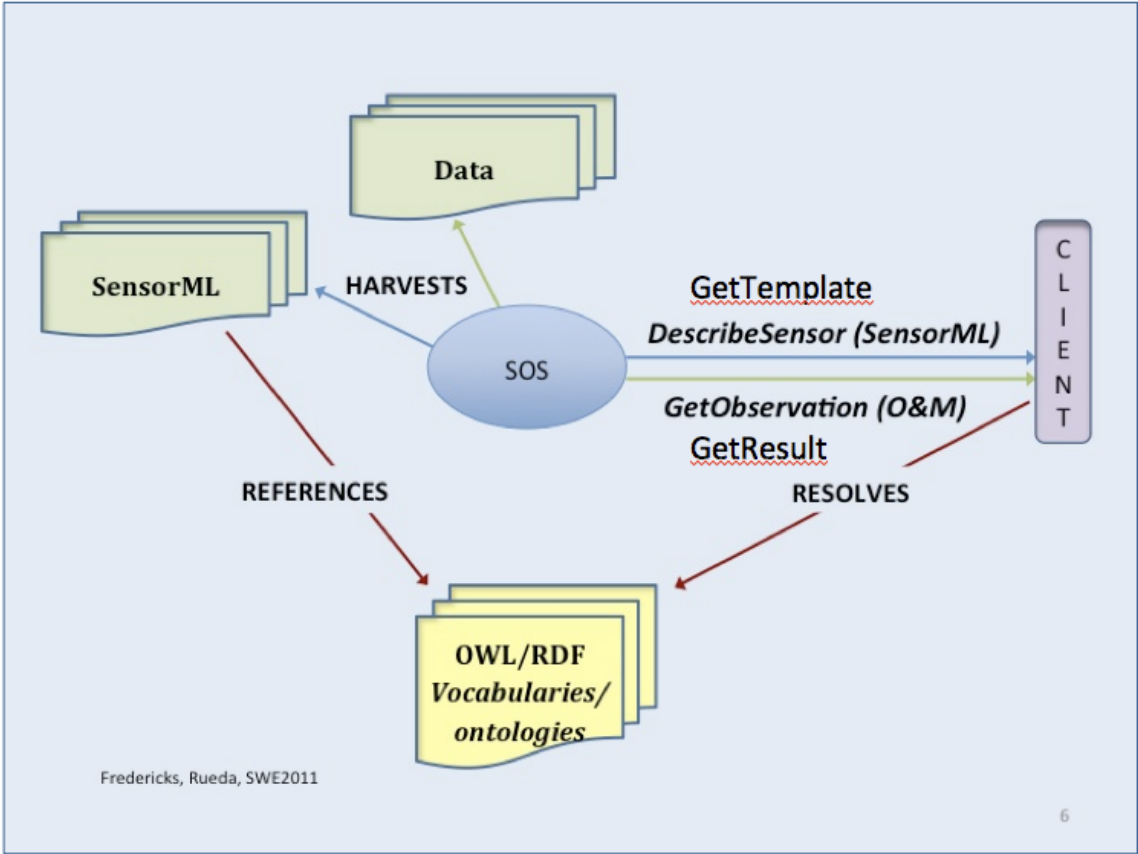 Data
SensorML
HARVESTS
SOS
GetTemplate
DescribeSensor (SensorML)
GetObservation (O&M)
GetResult
CLIENT
REFERENCES
RESOLVES
OWL/RDF
Vocabularies/
ontologies
Fredericks, Rueda, SWE2011
6